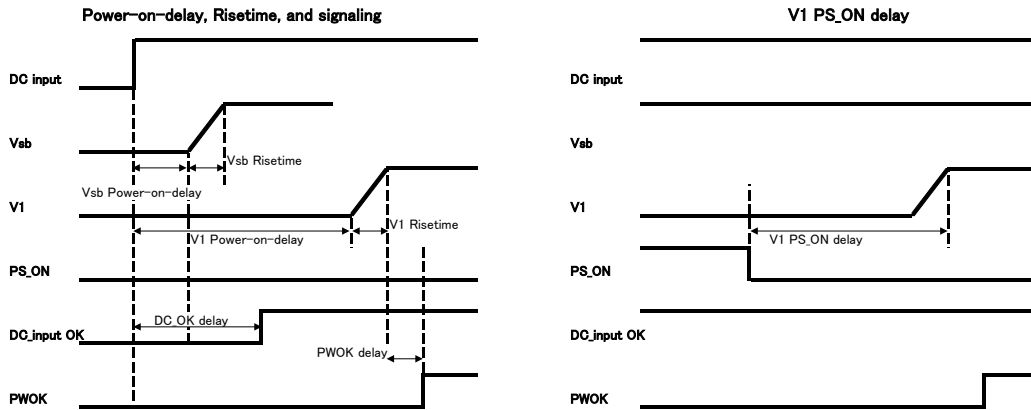 Power-on-delay, Risetime, and signaling
DC input
Vsb
Vsb Risetime
Vsb Power-on-delay
V1
V1 Risetime
V1 Power-on-delay
PS_ON
DC_OK delay
DC_input OK
PWOK delay
PWOK
V1 PS_ON delay
DC input
Vsb
V1
V1 PS_ON delay
PS_ON
DC_input OK
PWOK